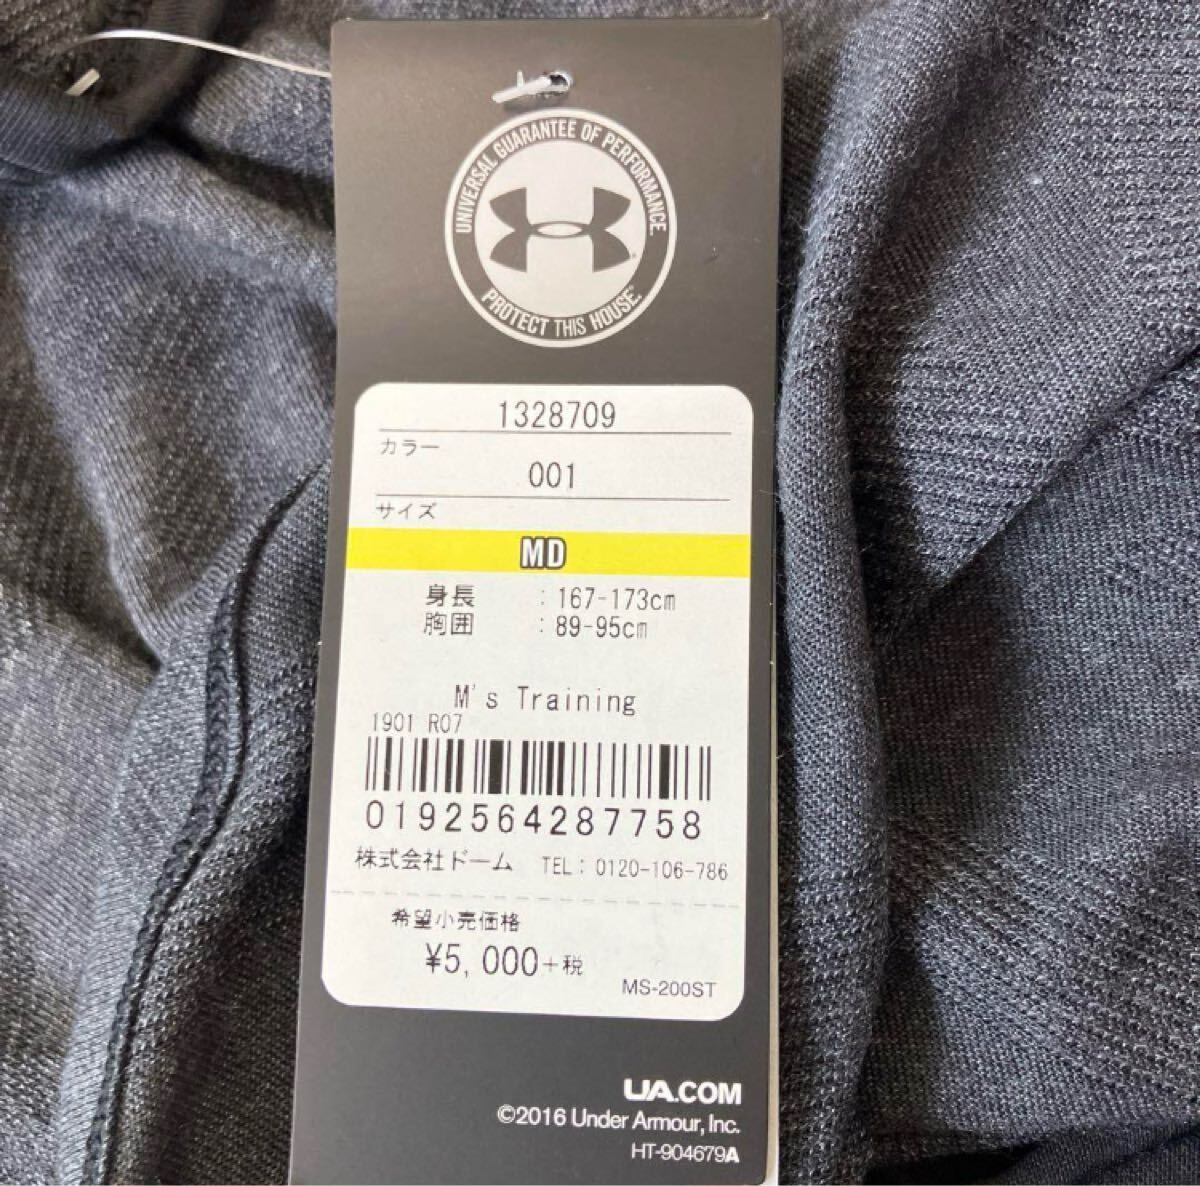 UNIVERSAL GUARANTEE OF PERFORMANCE.
PROTECT THIS HOUSE.
1328709
カラー
001
サイズ
MD
身長 : 167-173cm
胸囲 : 89-95cm
M's Training
1901 R07
0192564287758
株式会社ドーム TEL: 0120-106-786
希望小売価格
¥5,000+税
MS-200ST
UA.COM
©2016 Under Armour, Inc.
HT-904679A